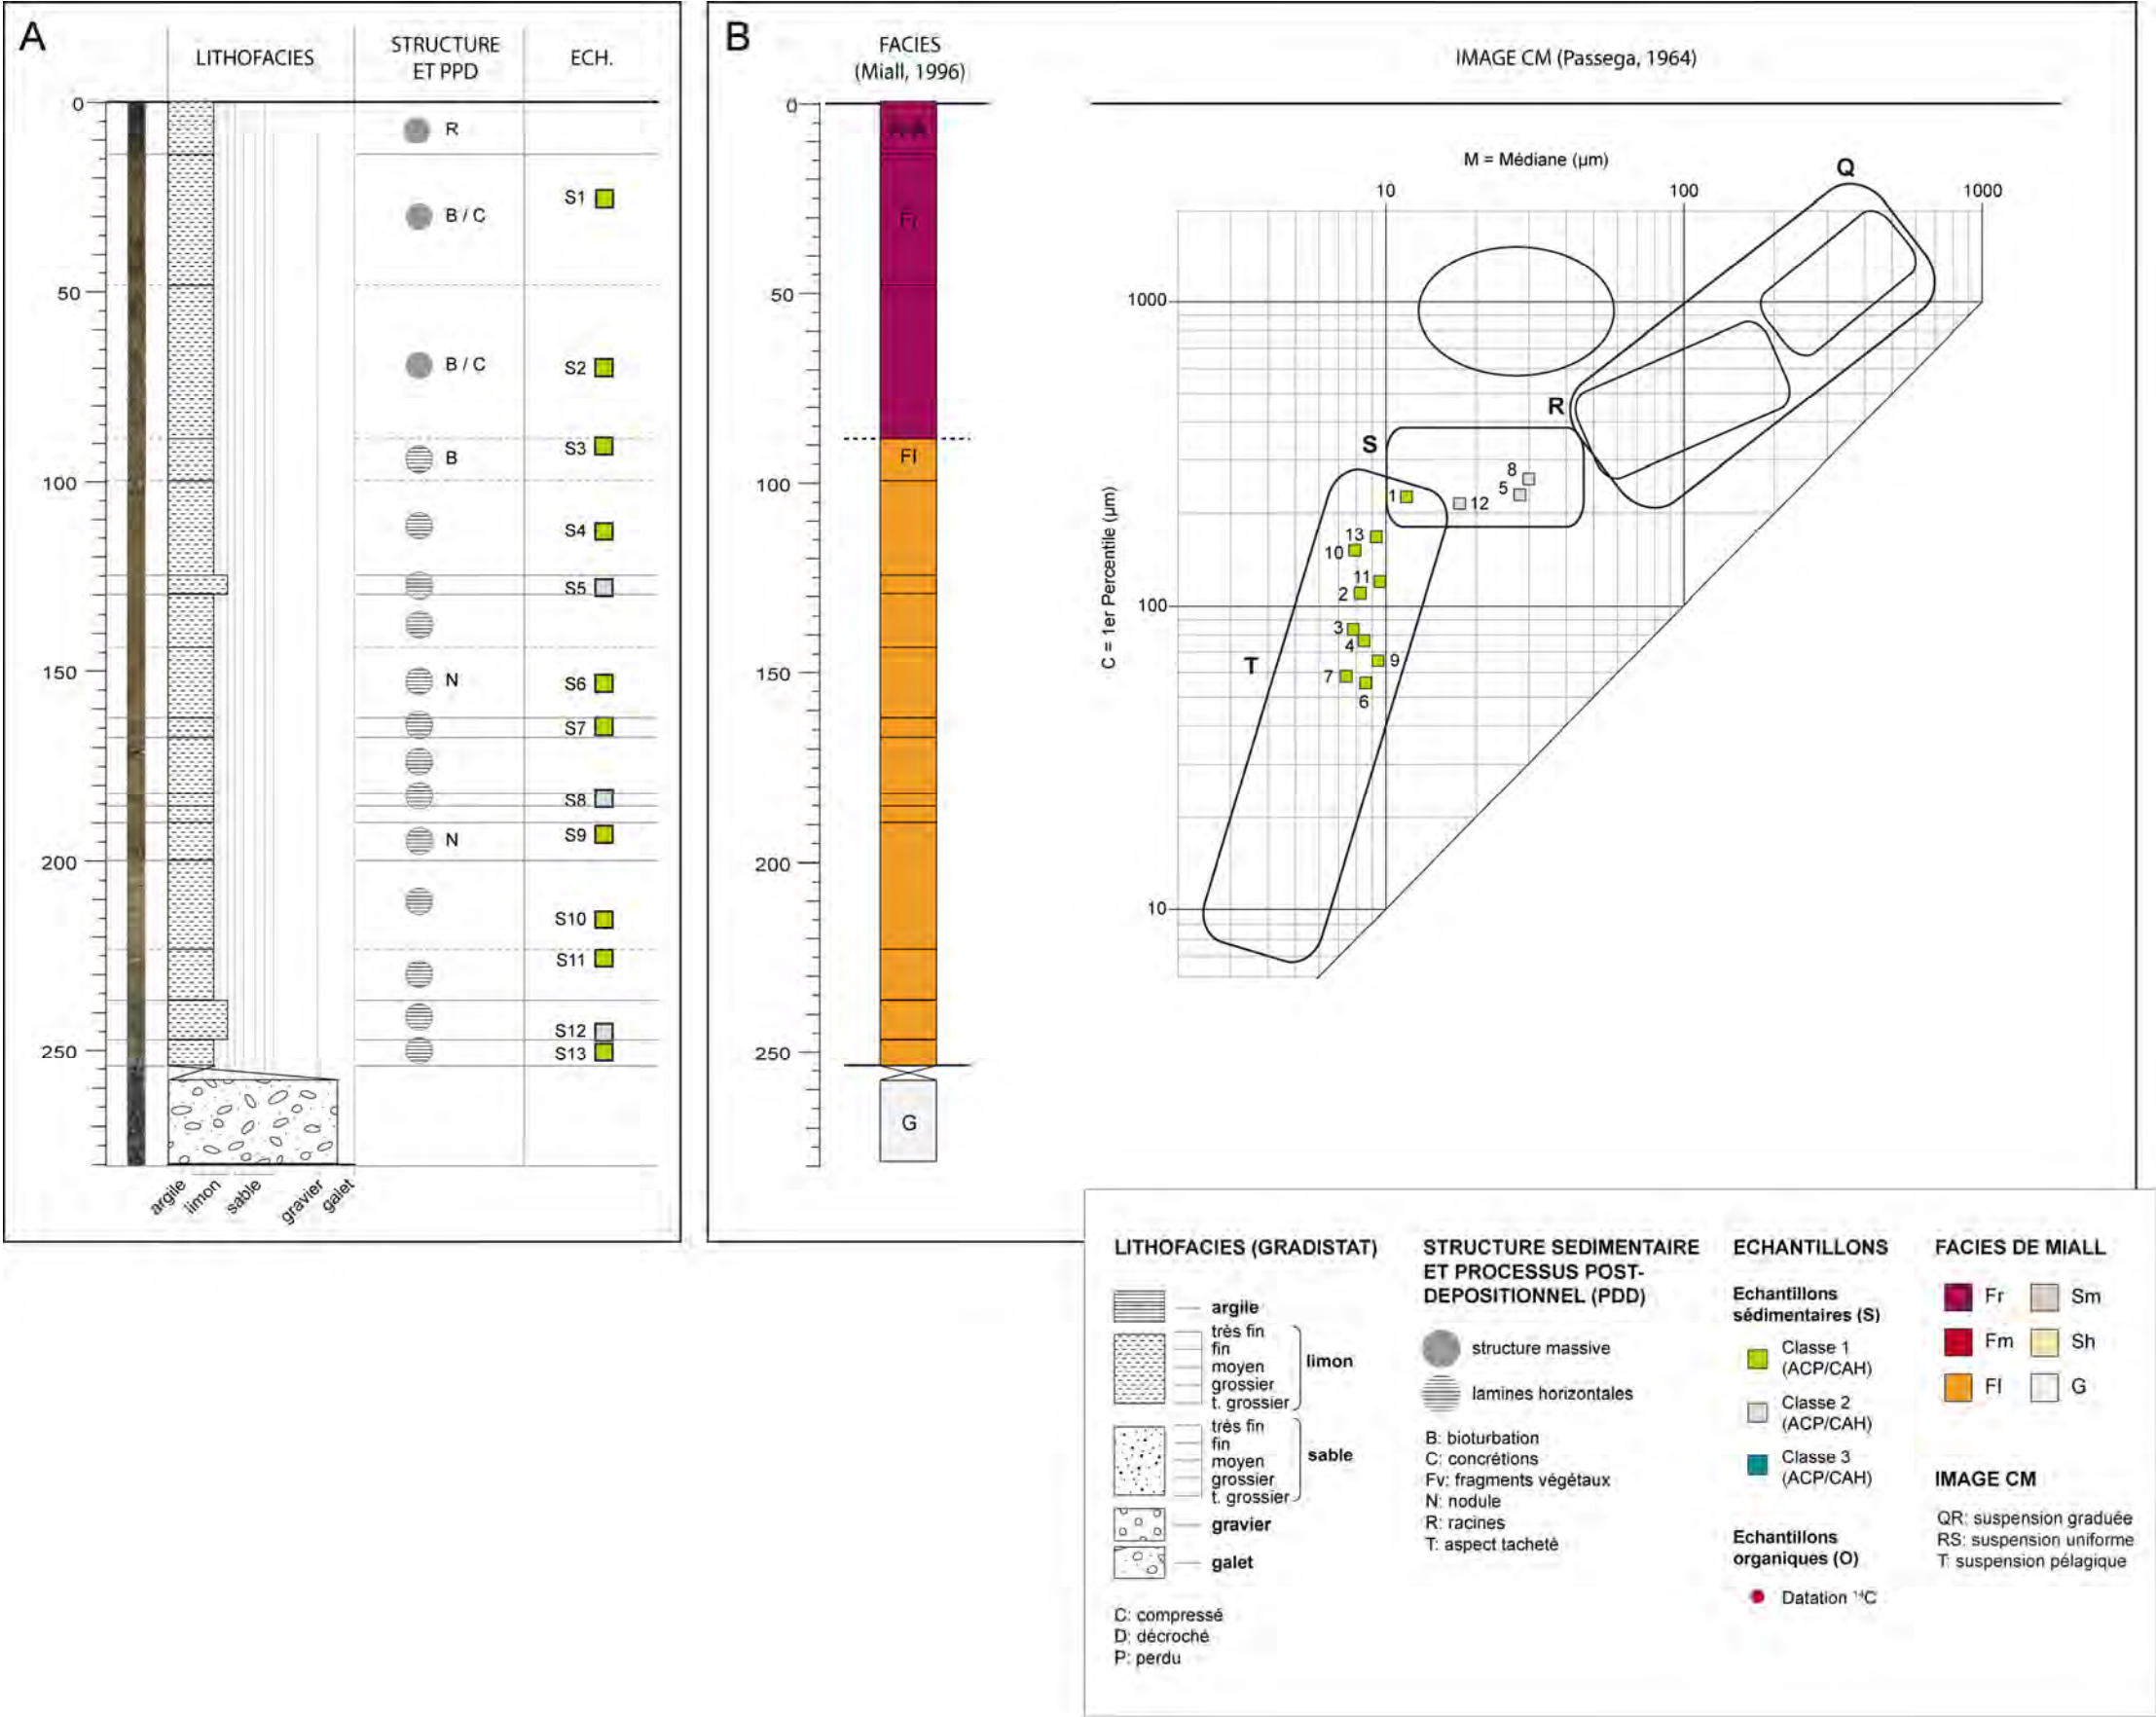 A
LITHOFACIES
STRUCTURE
ET PPD
ECH.
0
50
100
150
200
250
R
B / C
B / C
B
N
N
S1
S2
S3
S4
S5
S6
S7
S8
S9
S10
S11
S12
S13
argile
limon
sable
gravier
galet
B
FACIES
(Miall, 1996)
0
50
100
150
200
250
Fr
Fl
G
IMAGE CM (Passega, 1964)
M = Médiane (µm)
10
100
1000
C = 1er Percentile (µm)
1000
100
10
Q
R
S
T
8
5
12
1
13
10
11
2
3
4
9
7
6
LITHOFACIES (GRADISTAT)
argile
très fin
fin
moyen
grossier
t. grossier
limon
très fin
fin
moyen
grossier
t. grossier
sable
gravier
galet
C: compressé
D: décroché
P: perdu
STRUCTURE SEDIMENTAIRE
ET PROCESSUS POST-
DEPOSITIONNEL (PDD)
structure massive
lamines horizontales
B: bioturbation
C: concrétions
Fv: fragments végétaux
N: nodule
R: racines
T: aspect tacheté
ECHANTILLONS
Echantillons
sédimentaires (S)
Classe 1
(ACP/CAH)
Classe 2
(ACP/CAH)
Classe 3
(ACP/CAH)
Echantillons
organiques (O)
Datation ¹⁴C
FACIES DE MIALL
Fr
Sm
Fm
Sh
Fl
G
IMAGE CM
QR: suspension graduée
RS: suspension uniforme
T: suspension pélagique